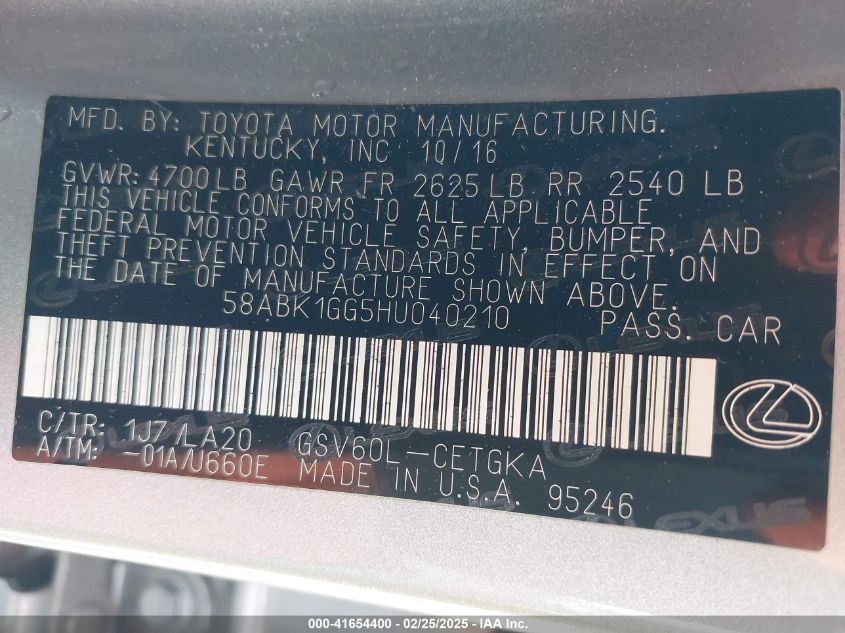 MFD. BY: TOYOTA MOTOR MANUFACTURING.
KENTUCKY, INC 10/16
GVWR: 4700LB GAWR FR 2625LB RR 2540 LB
THIS VEHICLE CONFORMS TO ALL APPLICABLE
FEDERAL MOTOR VEHICLE SAFETY, BUMPER, AND
THEFT PREVENTION STANDARDS IN EFFECT ON
THE DATE OF MANUFACTURE SHOWN ABOVE.
58ABK1GG5HU040210 PASS. CAR
C/TR: 1J7/LA20 GSV60L-CETGKA
A/TM: -01A/U660E MADE IN U.S.A. 95246
LEXUS
000-41654400 - 02/25/2025 - IAA Inc.